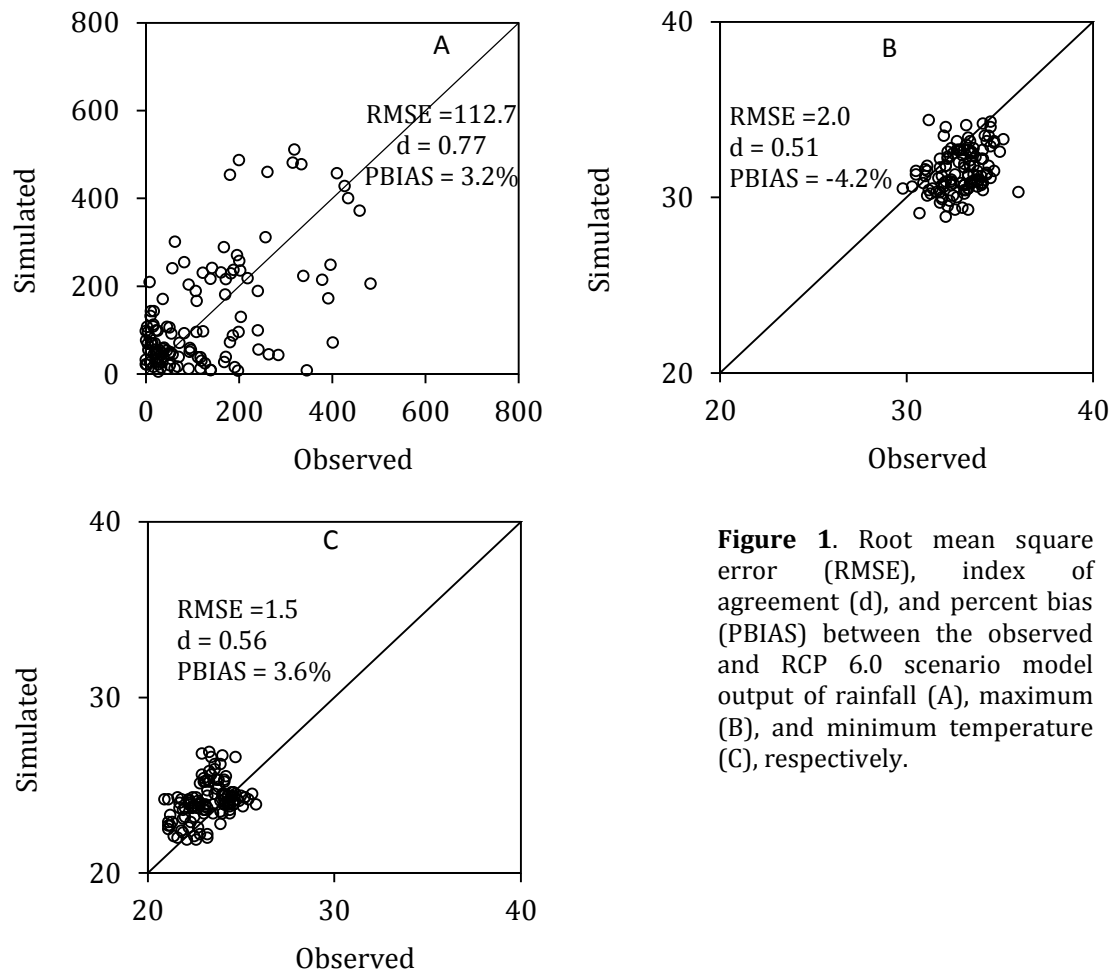 800
600
400
200
0
Simulated
A
RMSE =112.7
d = 0.77
PBIAS = 3.2%
0 200 400 600 800
Observed
40
30
20
Simulated
B
RMSE =2.0
d = 0.51
PBIAS = -4.2%
20 30 40
Observed
40
30
20
Simulated
C
RMSE =1.5
d = 0.56
PBIAS = 3.6%
20 30 40
Observed
Figure 1. Root mean square
error (RMSE), index of
agreement (d), and percent bias
(PBIAS) between the observed
and RCP 6.0 scenario model
output of rainfall (A), maximum
(B), and minimum temperature
(C), respectively.